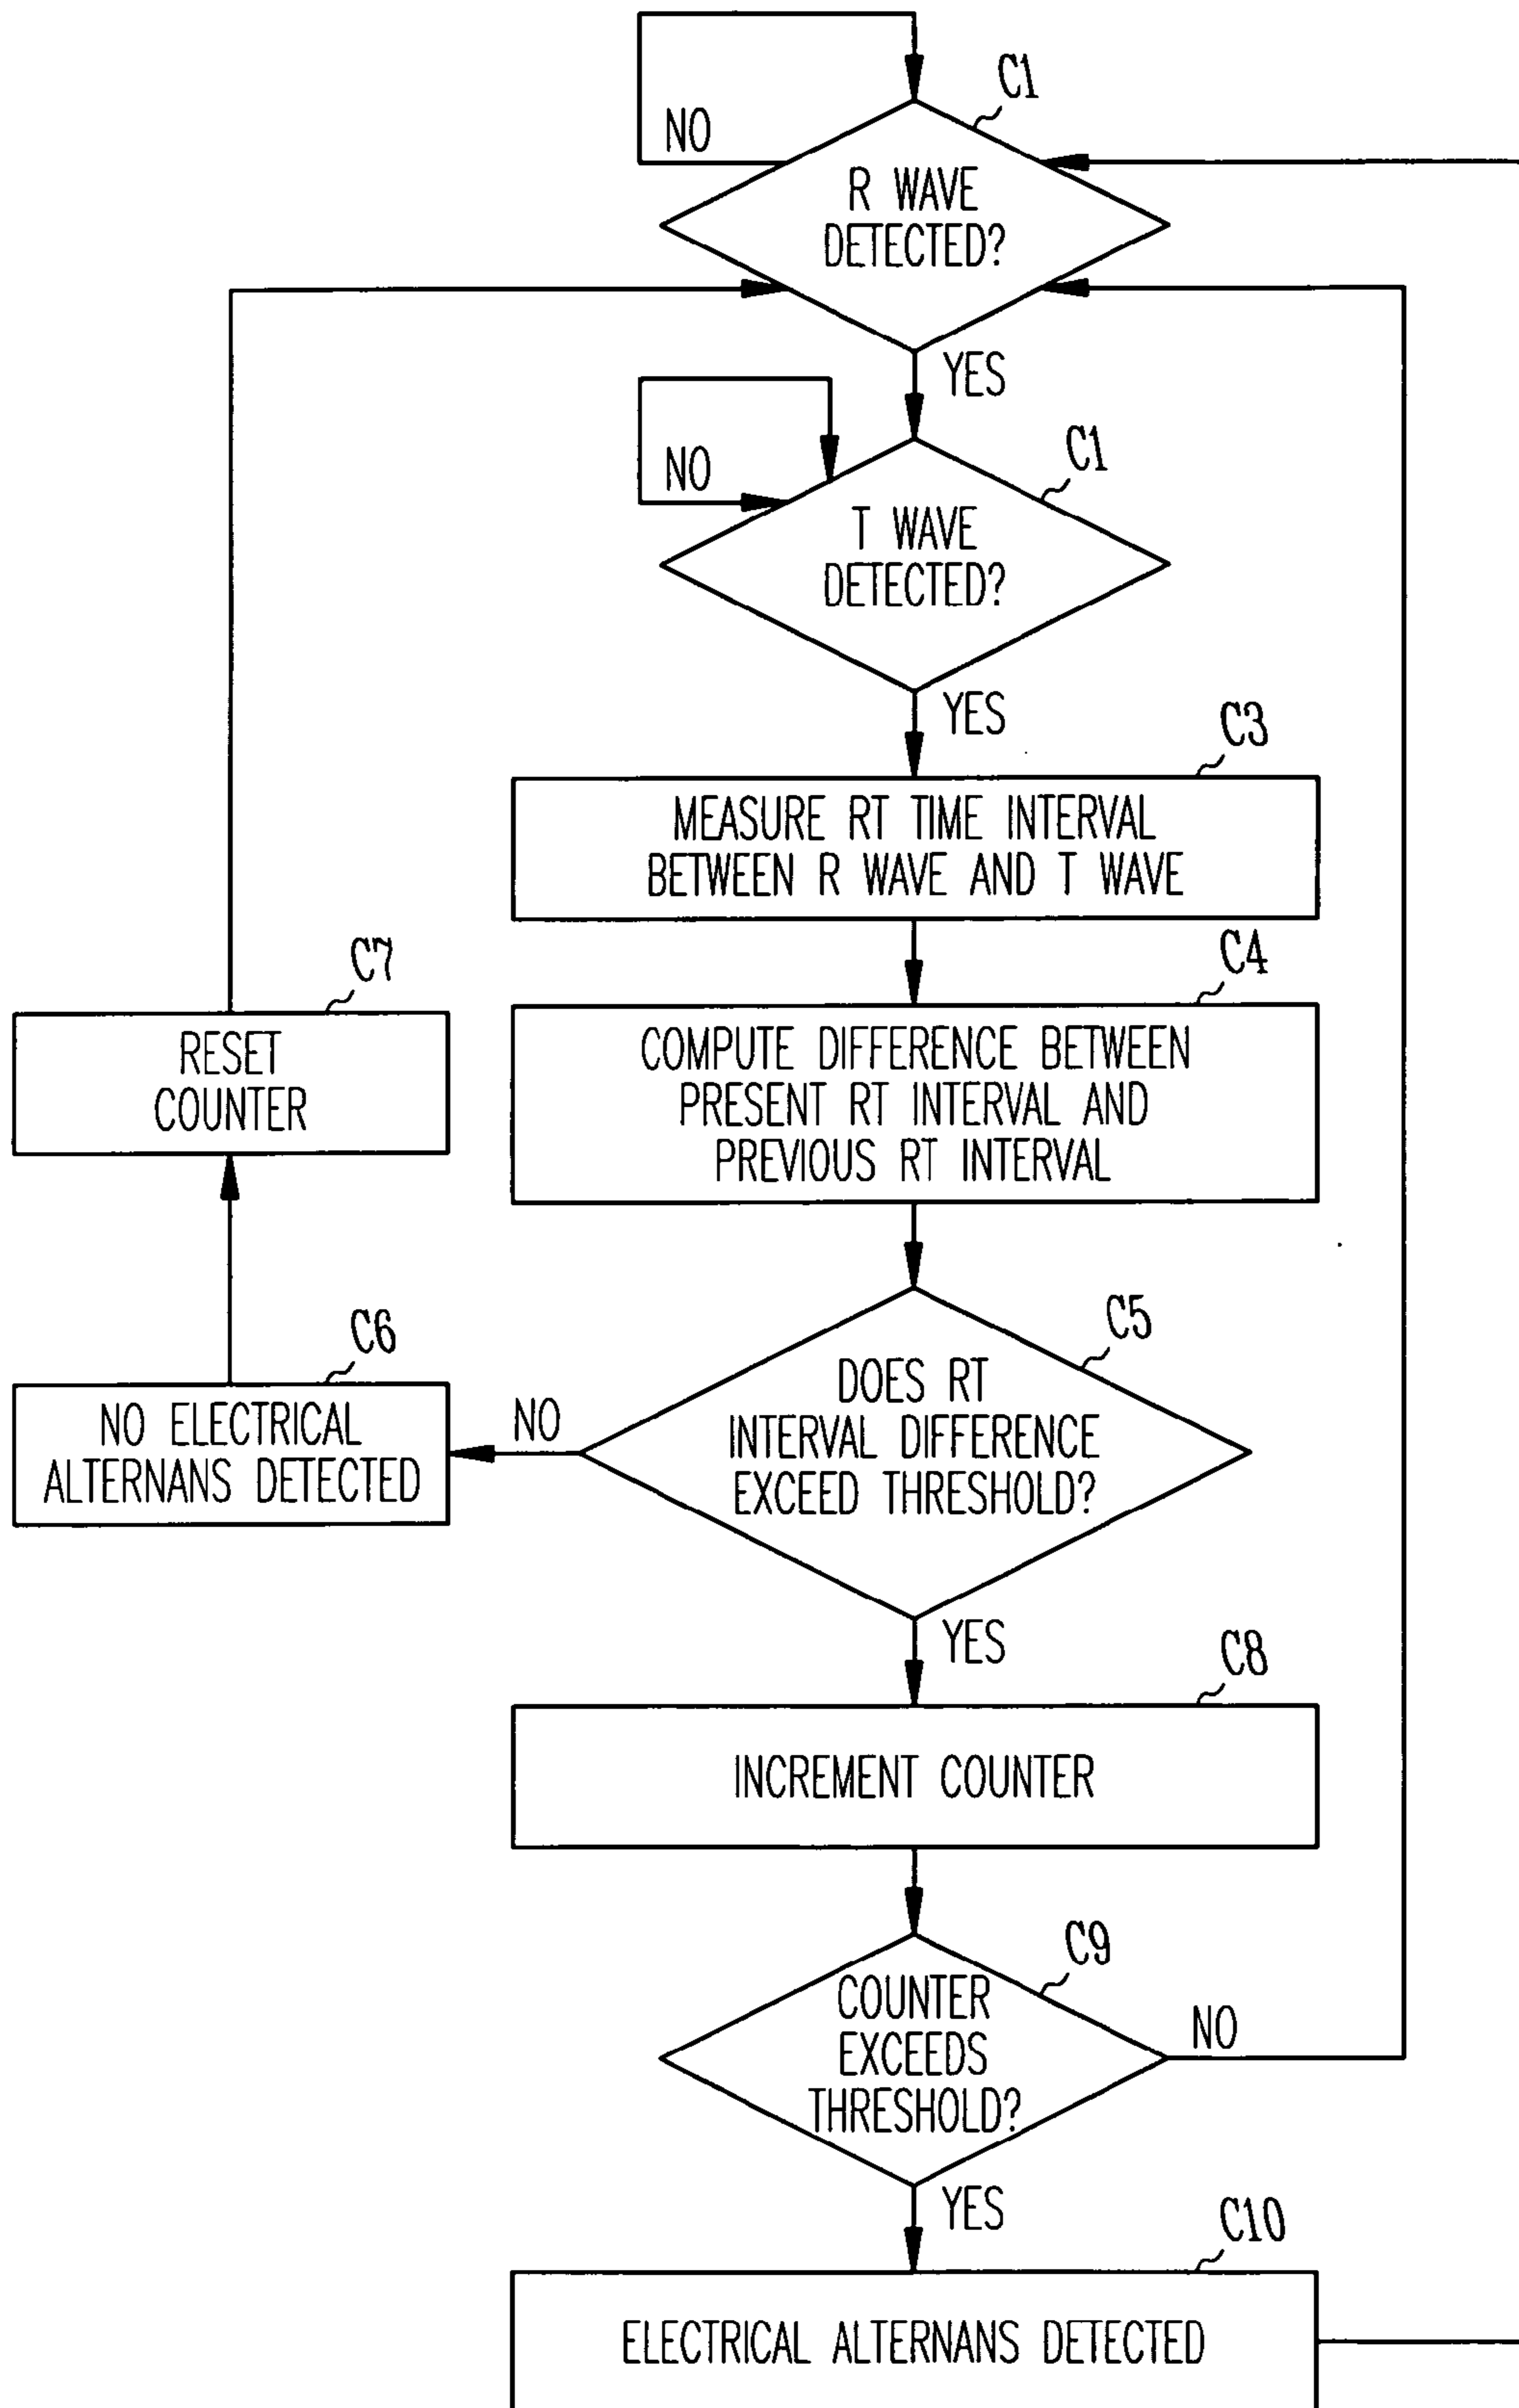 C1
NO
R WAVE
DETECTED?
YES
C1
NO
T WAVE
DETECTED?
YES
C3
MEASURE RT TIME INTERVAL
BETWEEN R WAVE AND T WAVE
C4
COMPUTE DIFFERENCE BETWEEN
PRESENT RT INTERVAL AND
PREVIOUS RT INTERVAL
C7
RESET
COUNTER
C5
DOES RT
INTERVAL DIFFERENCE
EXCEED THRESHOLD?
NO
C6
NO ELECTRICAL
ALTERNANS DETECTED
YES
C8
INCREMENT COUNTER
C9
COUNTER
EXCEEDS
THRESHOLD?
NO
YES
C10
ELECTRICAL ALTERNANS DETECTED